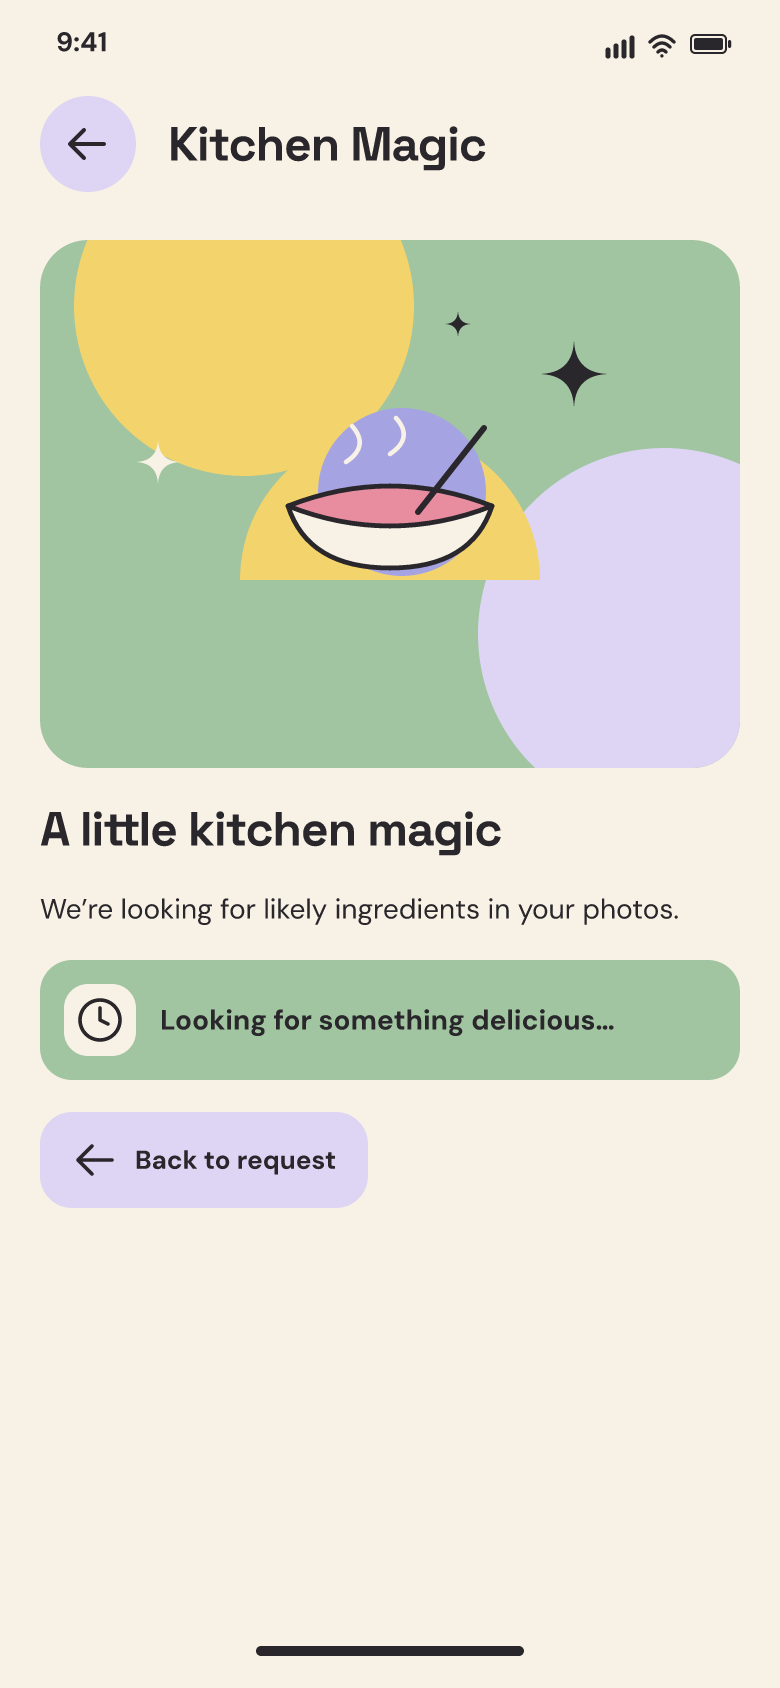 9:41
Kitchen Magic
A little kitchen magic
We’re looking for likely ingredients in your photos.
Looking for something delicious…
Back to request